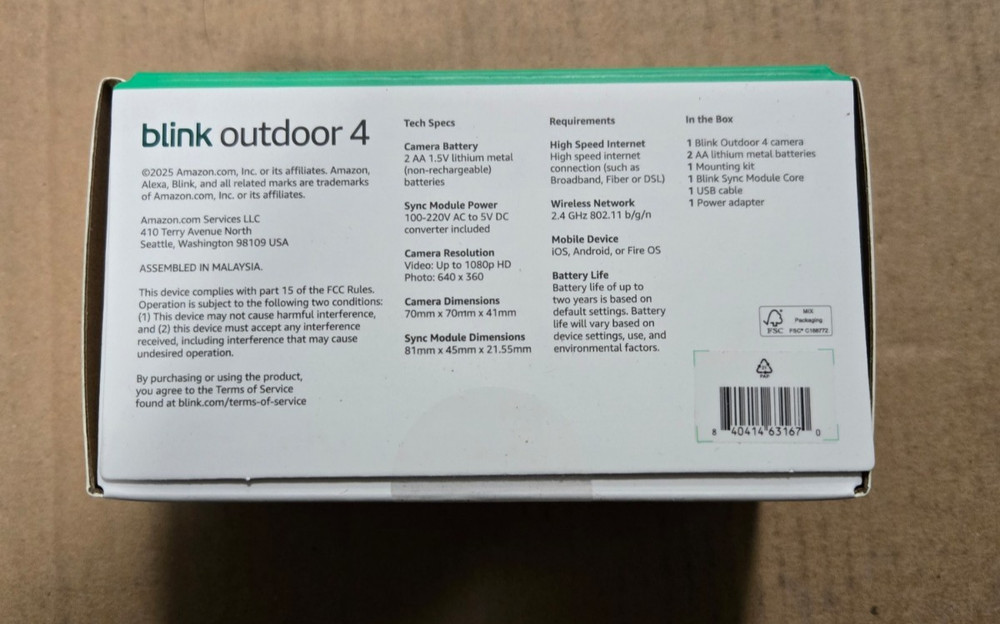 blink outdoor 4
©2025 Amazon.com, Inc. or its affiliates. Amazon,
Alexa, Blink, and all related marks are trademarks
of Amazon.com, Inc. or its affiliates.
Amazon.com Services LLC
410 Terry Avenue North
Seattle, Washington 98109 USA
ASSEMBLED IN MALAYSIA.
This device complies with part 15 of the FCC Rules.
Operation is subject to the following two conditions:
(1) This device may not cause harmful interference,
and (2) this device must accept any interference
received, including interference that may cause
undesired operation.
By purchasing or using the product,
you agree to the Terms of Service
found at blink.com/terms-of-service
Tech Specs
Camera Battery
2 AA 1.5V lithium metal
(non-rechargeable)
batteries
Sync Module Power
100-220V AC to 5V DC
converter included
Camera Resolution
Video: Up to 1080p HD
Photo: 640 x 360
Camera Dimensions
70mm x 70mm x 41mm
Sync Module Dimensions
81mm x 45mm x 21.55mm
Requirements
High Speed Internet
High speed internet
connection (such as
Broadband, Fiber or DSL)
Wireless Network
2.4 GHz 802.11 b/g/n
Mobile Device
iOS, Android, or Fire OS
Battery Life
Battery life of up to
two years is based on
default settings. Battery
life will vary based on
device settings, use, and
environmental factors.
In the Box
1 Blink Outdoor 4 camera
2 AA lithium metal batteries
1 Mounting kit
1 Blink Sync Module Core
1 USB cable
1 Power adapter
FSC
MIX
Packaging
FSC®
PAP
8 40414 63167 0